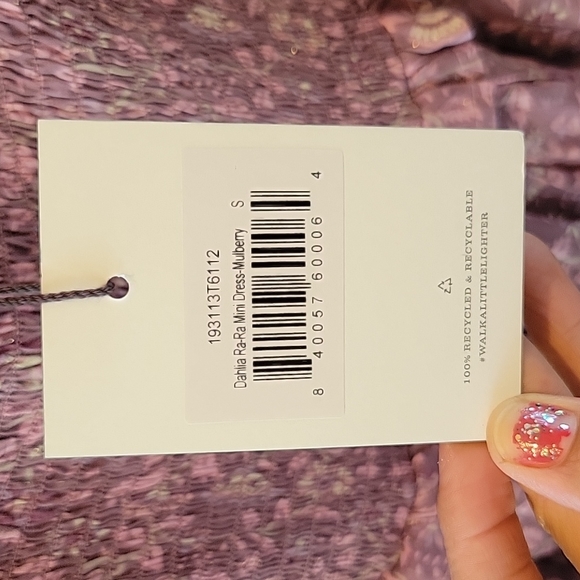 193113T6112
Dahlia Ra-Ra Mini Dress-Mulberry S
8 40057 60006 4
100% RECYCLED & RECYCLABLE
#WALKALITTLELIGHTER